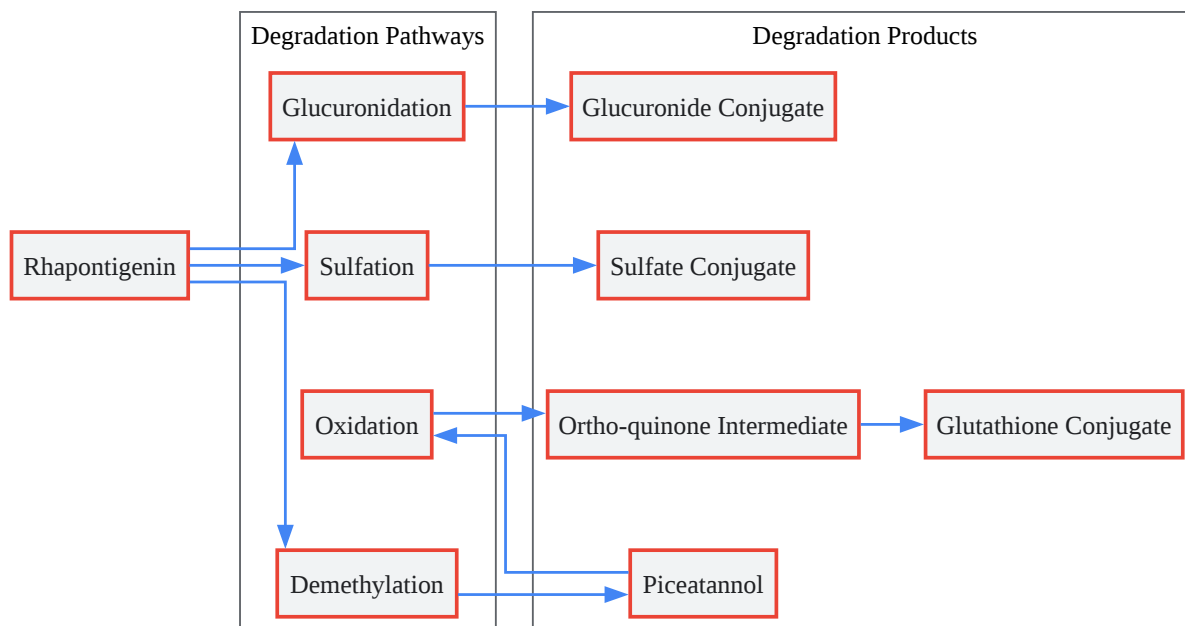 Degradation Pathways
Degradation Products
Glucuronidation
Glucuronide Conjugate
Rhapontigenin
Sulfation
Sulfate Conjugate
Oxidation
Ortho-quinone Intermediate
Glutathione Conjugate
Demethylation
Piceatannol